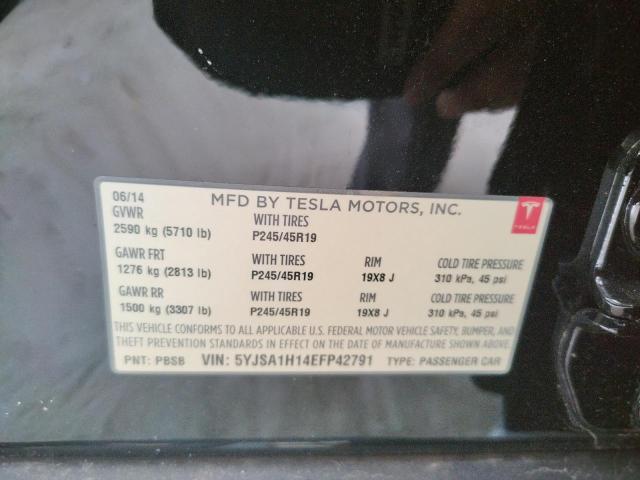 06/14 MFD BY TESLA MOTORS, INC.
GVWR WITH TIRES
2590 kg (5710 lb) P245/45R19
TESLA
GAWR FRT WITH TIRES RIM COLD TIRE PRESSURE
1276 kg (2813 lb) P245/45R19 19X8 J 310 kPa, 45 psi
GAWR RR WITH TIRES RIM COLD TIRE PRESSURE
1500 kg (3307 lb) P245/45R19 19X8 J 310 kPa, 45 psi
THIS VEHICLE CONFORMS TO ALL APPLICABLE U.S. FEDERAL MOTOR VEHICLE SAFETY, BUMPER, AND
THEFT PREVENTION STANDARDS IN EFFECT ON THE DATE OF MANUFACTURE SHOWN ABOVE.
PNT: PBSB VIN: 5YJSA1H14EFP42791 TYPE: PASSENGER CAR